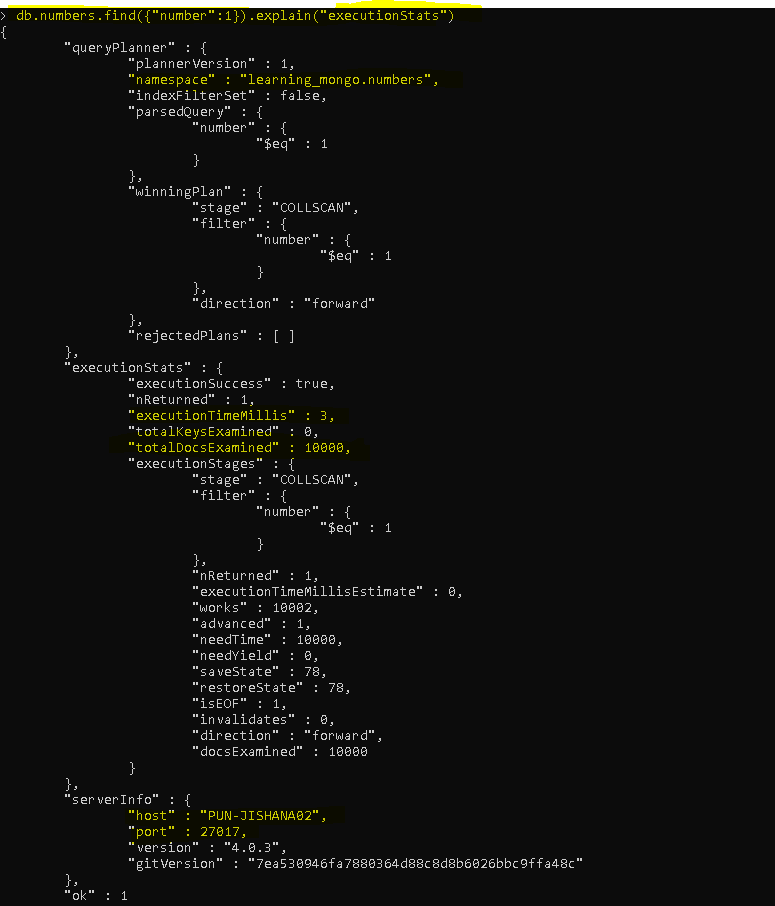 > db.numbers.find({"number":1}).explain("executionStats")
{
"queryPlanner" : {
"plannerVersion" : 1,
"namespace" : "learning_mongo.numbers",
"indexFilterSet" : false,
"parsedQuery" : {
"number" : {
"$eq" : 1
}
},
"winningPlan" : {
"stage" : "COLLSCAN",
"filter" : {
"number" : {
"$eq" : 1
}
},
"direction" : "forward"
},
"rejectedPlans" : [ ]
},
"executionStats" : {
"executionSuccess" : true,
"nReturned" : 1,
"executionTimeMillis" : 3,
"totalKeysExamined" : 0,
"totalDocsExamined" : 10000,
"executionStages" : {
"stage" : "COLLSCAN",
"filter" : {
"number" : {
"$eq" : 1
}
},
"nReturned" : 1,
"executionTimeMillisEstimate" : 0,
"works" : 10002,
"advanced" : 1,
"needTime" : 10000,
"needYield" : 0,
"saveState" : 78,
"restoreState" : 78,
"isEOF" : 1,
"invalidates" : 0,
"direction" : "forward",
"docsExamined" : 10000
}
},
"serverInfo" : {
"host" : "PUN-JISHANA02",
"port" : 27017,
"version" : "4.0.3",
"gitVersion" : "7ea530946fa7880364d88c8d8b6026bbc9ffa48c"
},
"ok" : 1